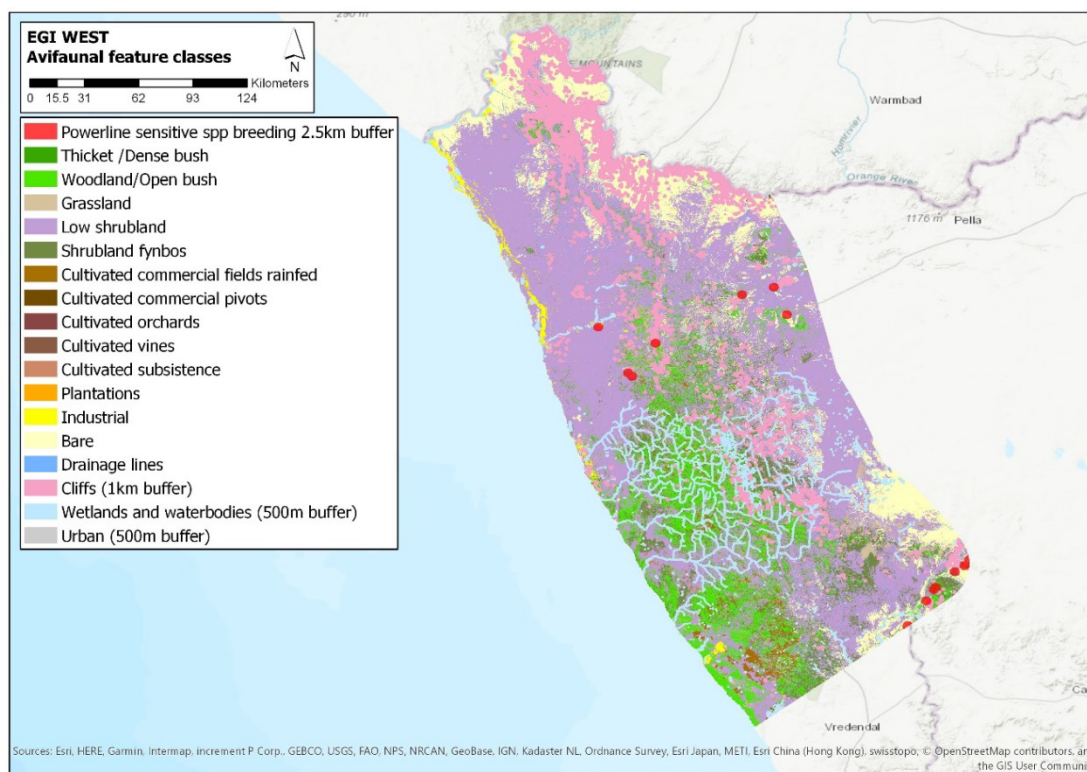 290 m
EGI WEST
Avifaunal feature classes
N
Kilometers
0 15.5 31 62 93 124
MOUNTAINS
Warmbad
Homrivier
Orange River
1176 m
Pella
Powerline sensitive spp breeding 2.5km buffer
Thicket /Dense bush
Woodland/Open bush
Grassland
Low shrubland
Shrubland fynbos
Cultivated commercial fields rainfed
Cultivated commercial pivots
Cultivated orchards
Cultivated vines
Cultivated subsistence
Plantations
Industrial
Bare
Drainage lines
Cliffs (1km buffer)
Wetlands and waterbodies (500m buffer)
Urban (500m buffer)
Ca
Vredendal
Sources: Esri, HERE, Garmin, Intermap, increment P Corp., GEBCO, USGS, FAO, NPS, NRCAN, GeoBase, IGN, Kadaster NL, Ordnance Survey, Esri Japan, METI, Esri China (Hong Kong), swisstopo, © OpenStreetMap contributors, an
the GIS User Communi